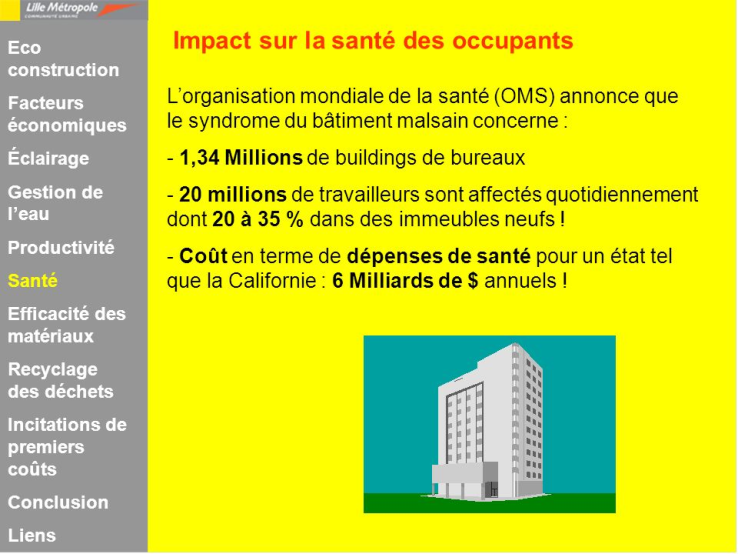 Lille Métropole
COMMUNAUTÉ URBAINE
Eco
construction
Facteurs
économiques
Éclairage
Gestion de
l’eau
Productivité
Santé
Efficacité des
matériaux
Recyclage
des déchets
Incitations de
premiers
coûts
Conclusion
Liens
Impact sur la santé des occupants
L’organisation mondiale de la santé (OMS) annonce que
le syndrome du bâtiment malsain concerne :
- 1,34 Millions de buildings de bureaux
- 20 millions de travailleurs sont affectés quotidiennement
dont 20 à 35 % dans des immeubles neufs !
- Coût en terme de dépenses de santé pour un état tel
que la Californie : 6 Milliards de $ annuels !